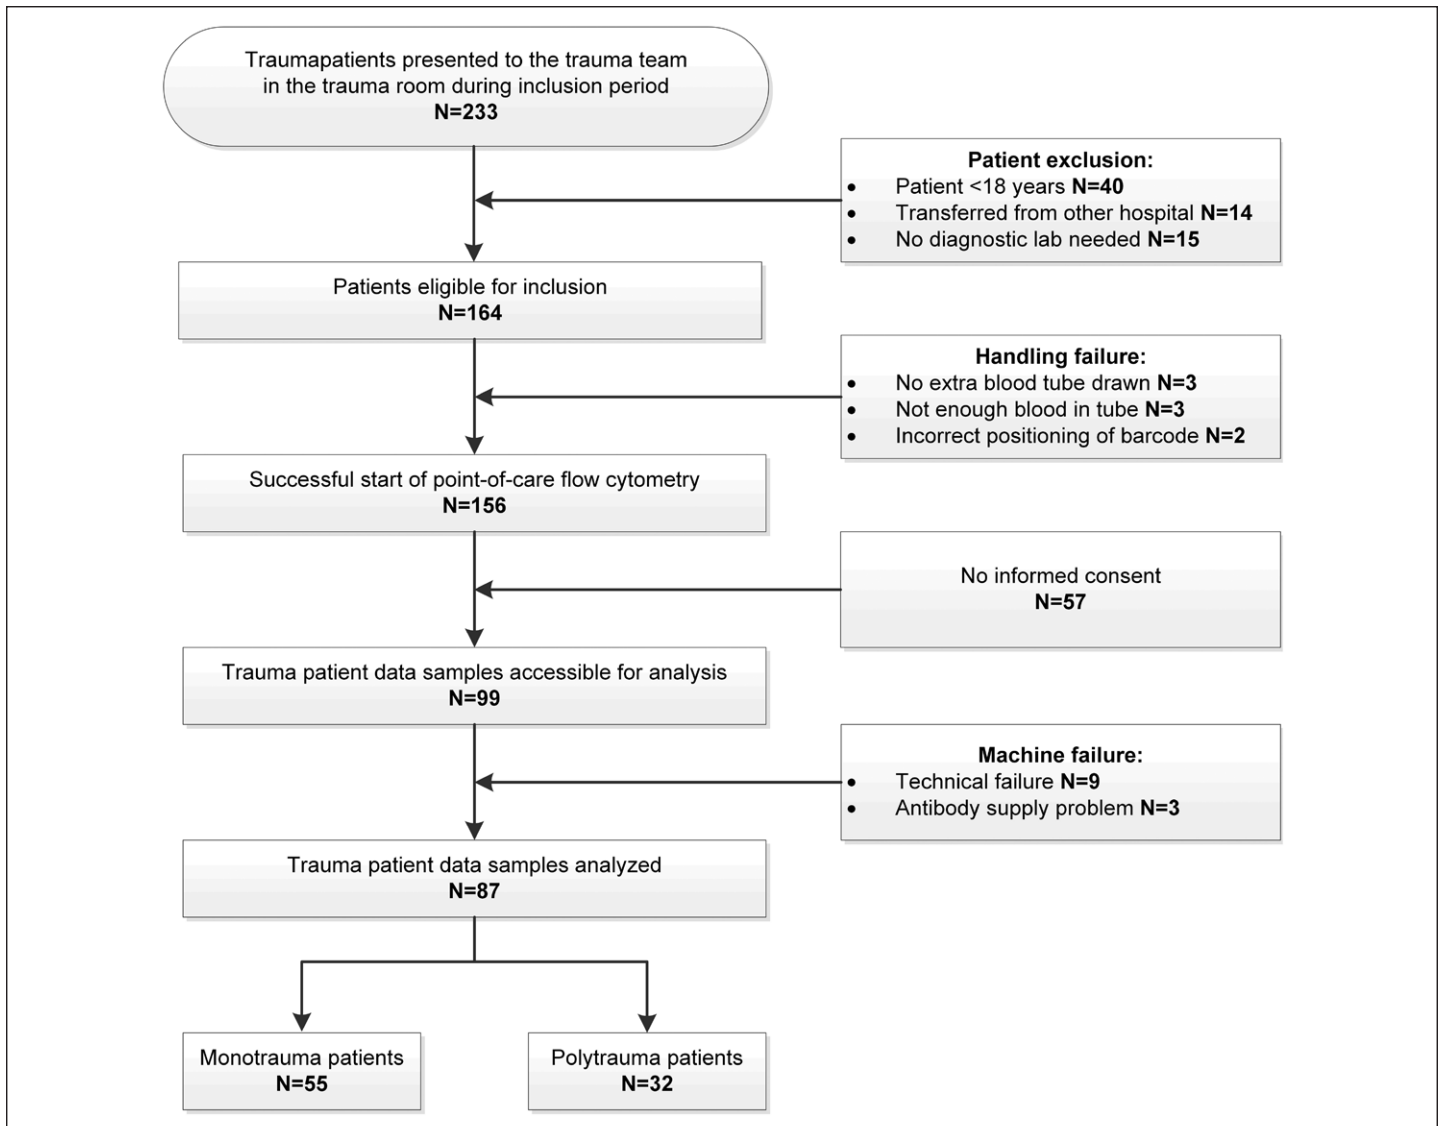 Traumapatients presented to the trauma team
in the trauma room during inclusion period
N=233
Patient exclusion:
• Patient <18 years N=40
• Transferred from other hospital N=14
• No diagnostic lab needed N=15
Patients eligible for inclusion
N=164
Handling failure:
• No extra blood tube drawn N=3
• Not enough blood in tube N=3
• Incorrect positioning of barcode N=2
Successful start of point-of-care flow cytometry
N=156
No informed consent
N=57
Trauma patient data samples accessible for analysis
N=99
Machine failure:
• Technical failure N=9
• Antibody supply problem N=3
Trauma patient data samples analyzed
N=87
Monotrauma patients
N=55
Polytrauma patients
N=32